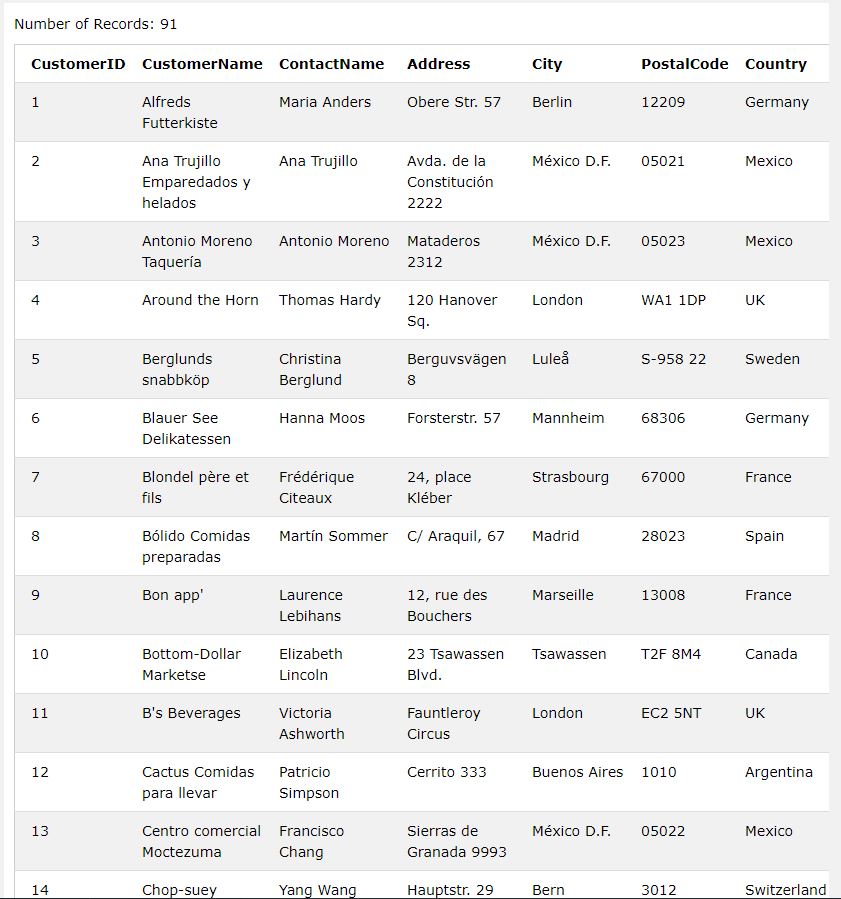 Number of Records: 91
CustomerID CustomerName ContactName Address City PostalCode Country
1 Alfreds Maria Anders Obere Str. 57 Berlin 12209 Germany
Futterkiste
2 Ana Trujillo Ana Trujillo Avda. de la México D.F. 05021 Mexico
Emparedados y Constitución
helados 2222
3 Antonio Moreno Antonio Moreno Mataderos México D.F. 05023 Mexico
Taquería 2312
4 Around the Horn Thomas Hardy 120 Hanover London WA1 1DP UK
Sq.
5 Berglunds Christina Berguvsvägen Luleå S-958 22 Sweden
snabbköp Berglund 8
6 Blauer See Hanna Moos Forsterstr. 57 Mannheim 68306 Germany
Delikatessen
7 Blondel père et Frédérique 24, place Strasbourg 67000 France
fils Citeaux Kléber
8 Bólido Comidas Martín Sommer C/ Araquil, 67 Madrid 28023 Spain
preparadas
9 Bon app' Laurence 12, rue des Marseille 13008 France
Lebihans Bouchers
10 Bottom-Dollar Elizabeth 23 Tsawassen Tsawassen T2F 8M4 Canada
Marketse Lincoln Blvd.
11 B's Beverages Victoria Fauntleroy London EC2 5NT UK
Ashworth Circus
12 Cactus Comidas Patricio Cerrito 333 Buenos Aires 1010 Argentina
para llevar Simpson
13 Centro comercial Francisco Sierras de México D.F. 05022 Mexico
Moctezuma Chang Granada 9993
14 Chop-suey Yang Wang Hauptstr. 29 Bern 3012 Switzerland